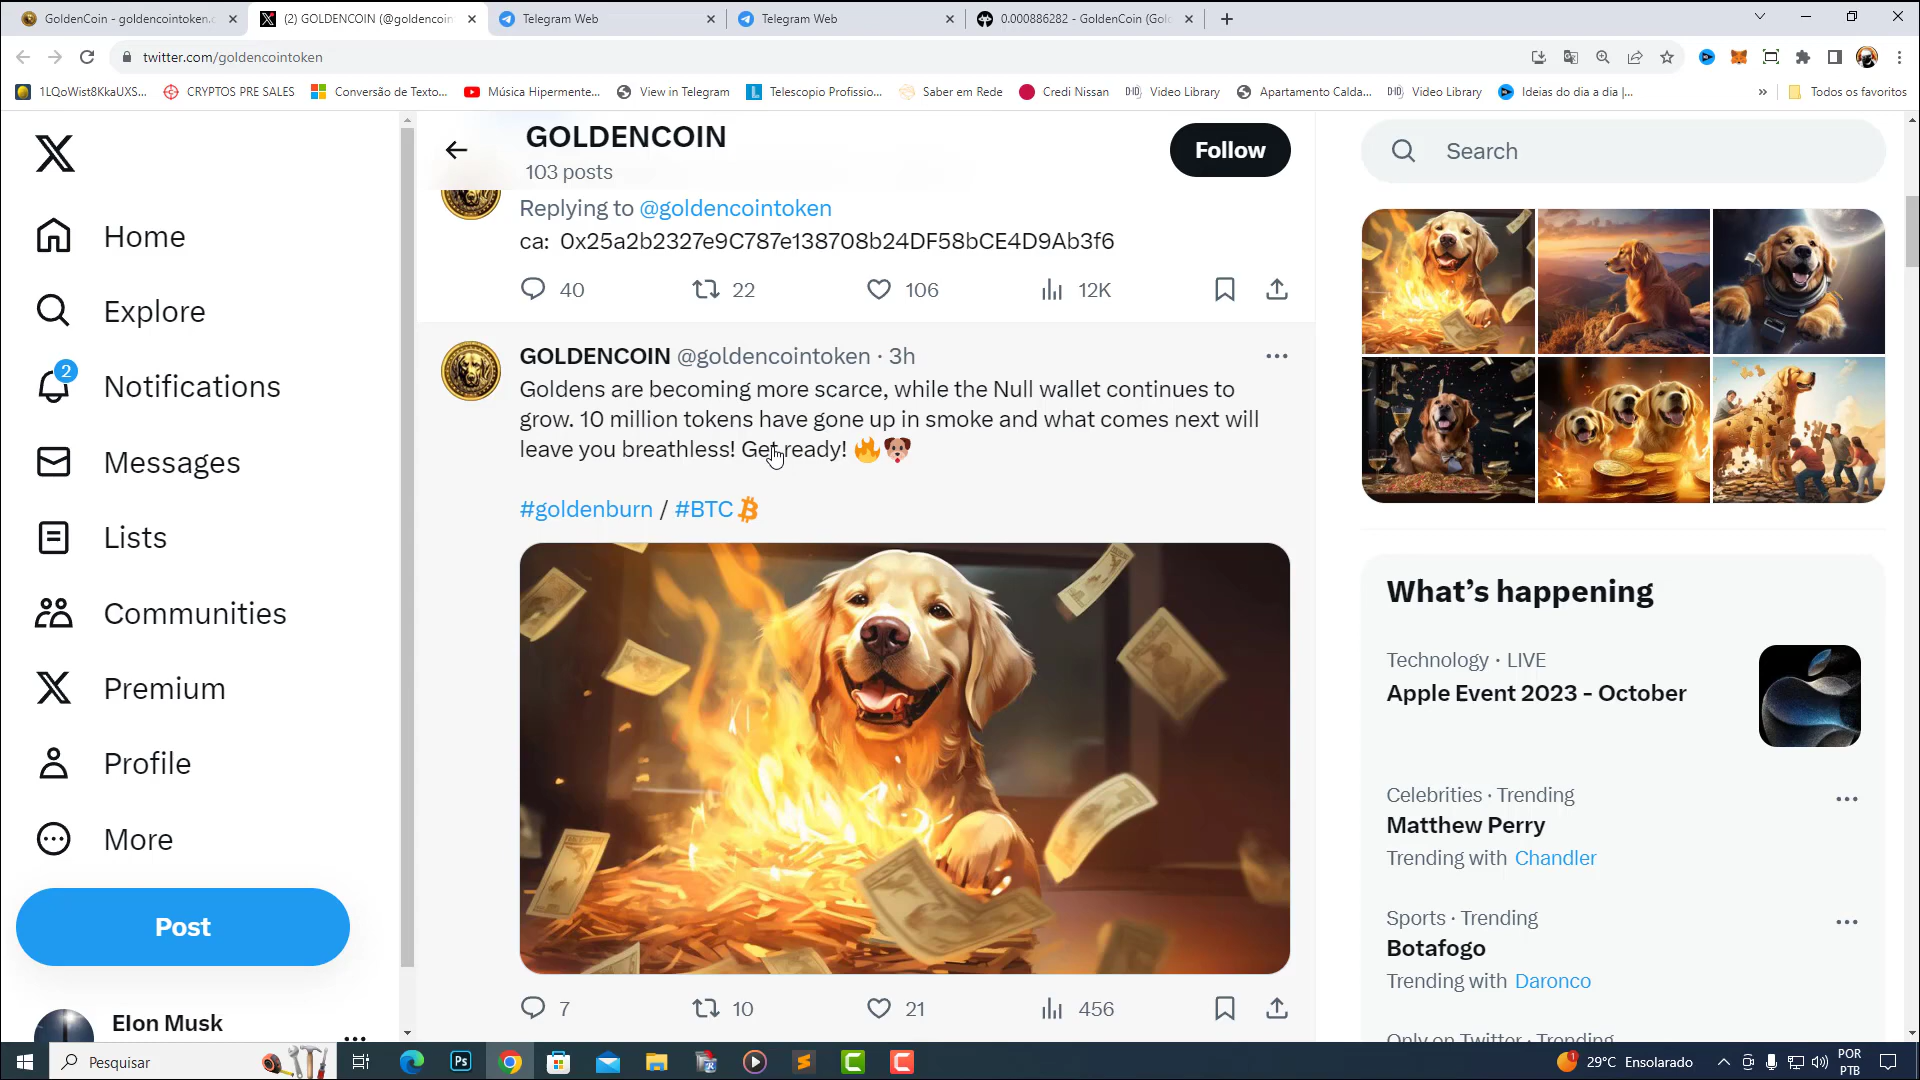 GoldenCoin - goldencointoken.c
(2) GOLDENCOIN (@goldencoin
Telegram Web
Telegram Web
0.000886282 - GoldenCoin (Gol
twitter.com/goldencointoken
1LQoWist8KkaUXS...
CRYPTOS PRE SALES
Conversão de Texto...
Música Hipermente...
View in Telegram
Telescopio Profissio...
Saber em Rede
Credi Nissan
Video Library
Apartamento Calda...
Video Library
Ideias do dia a dia |...
»
Todos os favoritos
GOLDENCOIN
103 posts
Follow
Search
Replying to @goldencointoken
ca: 0x25a2b2327e9C787e138708b24DF58bCE4D9Ab3f6
40 22 106 12K
Home
Explore
2
Notifications
Messages
Lists
Communities
Premium
Profile
More
Post
Elon Musk
GOLDENCOIN @goldencointoken · 3h
Goldens are becoming more scarce, while the Null wallet continues to
grow. 10 million tokens have gone up in smoke and what comes next will
leave you breathless! Get ready! 🔥🐶
#goldenburn / #BTC
7 10 21 456
What’s happening
Technology · LIVE
Apple Event 2023 - October
Celebrities · Trending
Matthew Perry
Trending with Chandler
Sports · Trending
Botafogo
Trending with Daronco
Only on Twitter · Trending
Pesquisar
Ps
1
29°C Ensolarado
POR
PTB